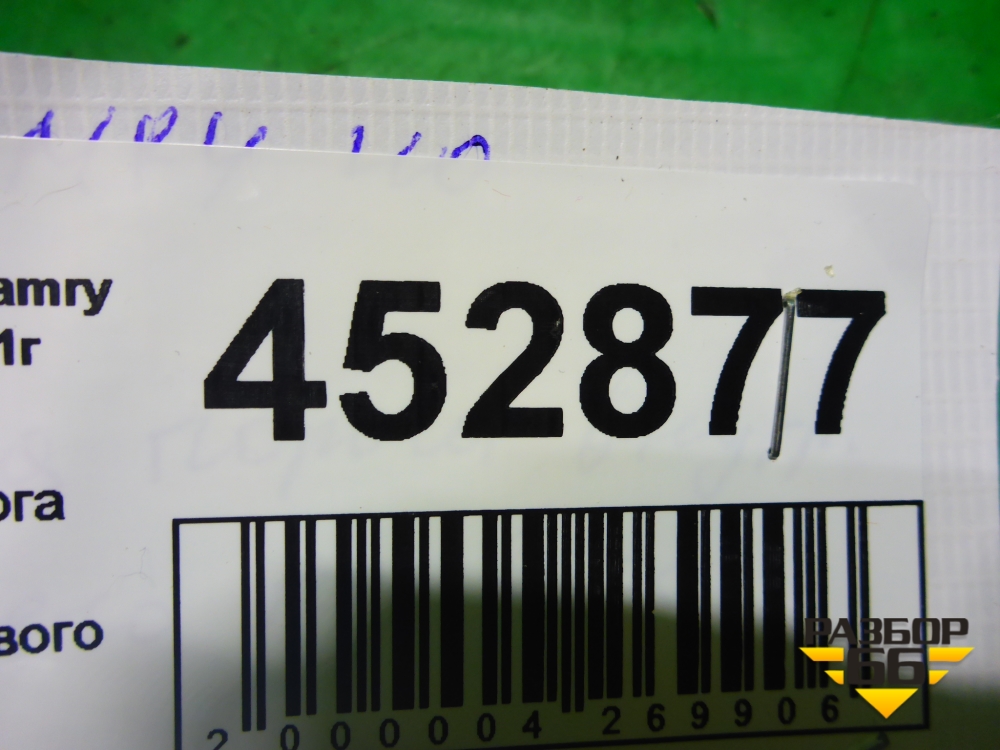 amry
1г
452877
ога
вого
2 000004 269906
РАЗБОР
66